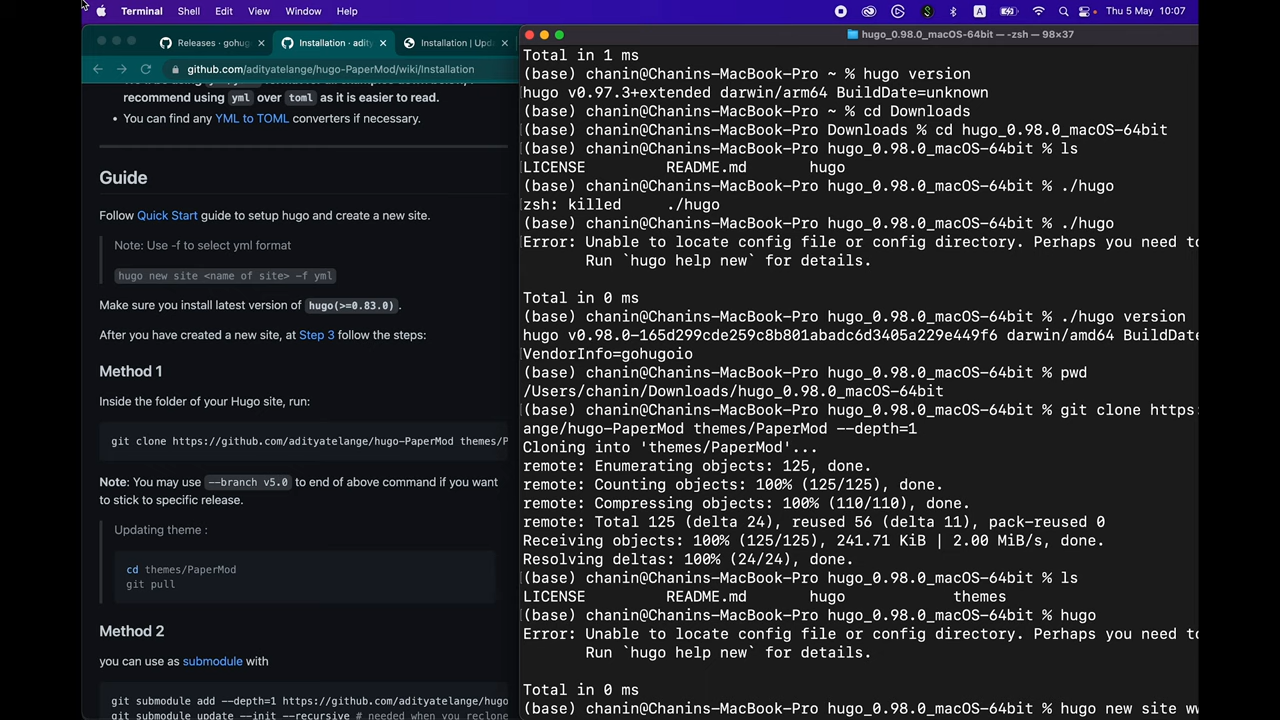 Terminal Shell Edit View Window Help
A
Thu 5 May 10:07
Releases · gohug
Installation · adity
Installation | Upda
github.com/adityatelange/hugo-PaperMod/wiki/Installation
recommend using yml over toml as it is easier to read.
• You can find any YML to TOML converters if necessary.
Guide
Follow Quick Start guide to setup hugo and create a new site.
Note: Use -f to select yml format
hugo new site <name of site> -f yml
Make sure you install latest version of hugo(>=0.83.0).
After you have created a new site, at Step 3 follow the steps:
Method 1
Inside the folder of your Hugo site, run:
git clone https://github.com/adityatelange/hugo-PaperMod themes/P
Note: You may use --branch v5.0 to end of above command if you want
to stick to specific release.
Updating theme :
cd themes/PaperMod
git pull
Method 2
you can use as submodule with
git submodule add --depth=1 https://github.com/adityatelange/hugo
git submodule update --init --recursive # needed when you reclone
hugo_0.98.0_macOS-64bit — -zsh — 98×37
Total in 1 ms
(base) chanin@Chanins-MacBook-Pro ~ % hugo version
hugo v0.97.3+extended darwin/arm64 BuildDate=unknown
(base) chanin@Chanins-MacBook-Pro ~ % cd Downloads
(base) chanin@Chanins-MacBook-Pro Downloads % cd hugo_0.98.0_macOS-64bit
(base) chanin@Chanins-MacBook-Pro hugo_0.98.0_macOS-64bit % ls
LICENSE README.md hugo
(base) chanin@Chanins-MacBook-Pro hugo_0.98.0_macOS-64bit % ./hugo
zsh: killed ./hugo
(base) chanin@Chanins-MacBook-Pro hugo_0.98.0_macOS-64bit % ./hugo
Error: Unable to locate config file or config directory. Perhaps you need to
Run `hugo help new` for details.
Total in 0 ms
(base) chanin@Chanins-MacBook-Pro hugo_0.98.0_macOS-64bit % ./hugo version
hugo v0.98.0-165d299cde259c8b801abadc6d3405a229e449f6 darwin/amd64 BuildDate
VendorInfo=gohugoio
(base) chanin@Chanins-MacBook-Pro hugo_0.98.0_macOS-64bit % pwd
/Users/chanin/Downloads/hugo_0.98.0_macOS-64bit
(base) chanin@Chanins-MacBook-Pro hugo_0.98.0_macOS-64bit % git clone https:
ange/hugo-PaperMod themes/PaperMod --depth=1
Cloning into 'themes/PaperMod'...
remote: Enumerating objects: 125, done.
remote: Counting objects: 100% (125/125), done.
remote: Compressing objects: 100% (110/110), done.
remote: Total 125 (delta 24), reused 56 (delta 11), pack-reused 0
Receiving objects: 100% (125/125), 241.71 KiB | 2.00 MiB/s, done.
Resolving deltas: 100% (24/24), done.
(base) chanin@Chanins-MacBook-Pro hugo_0.98.0_macOS-64bit % ls
LICENSE README.md hugo themes
(base) chanin@Chanins-MacBook-Pro hugo_0.98.0_macOS-64bit % hugo
Error: Unable to locate config file or config directory. Perhaps you need to
Run `hugo help new` for details.
Total in 0 ms
(base) chanin@Chanins-MacBook-Pro hugo_0.98.0_macOS-64bit % hugo new site w